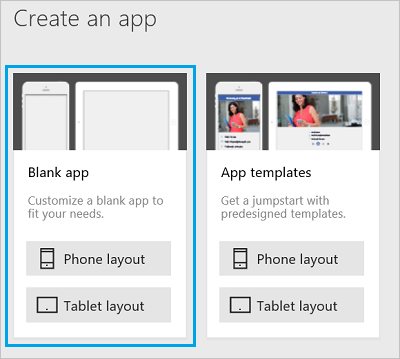 Create an app
Blank app
Customize a blank app to
fit your needs.
Phone layout
Tablet layout
App templates
Get a jumpstart with
predesigned templates.
Phone layout
Tablet layout